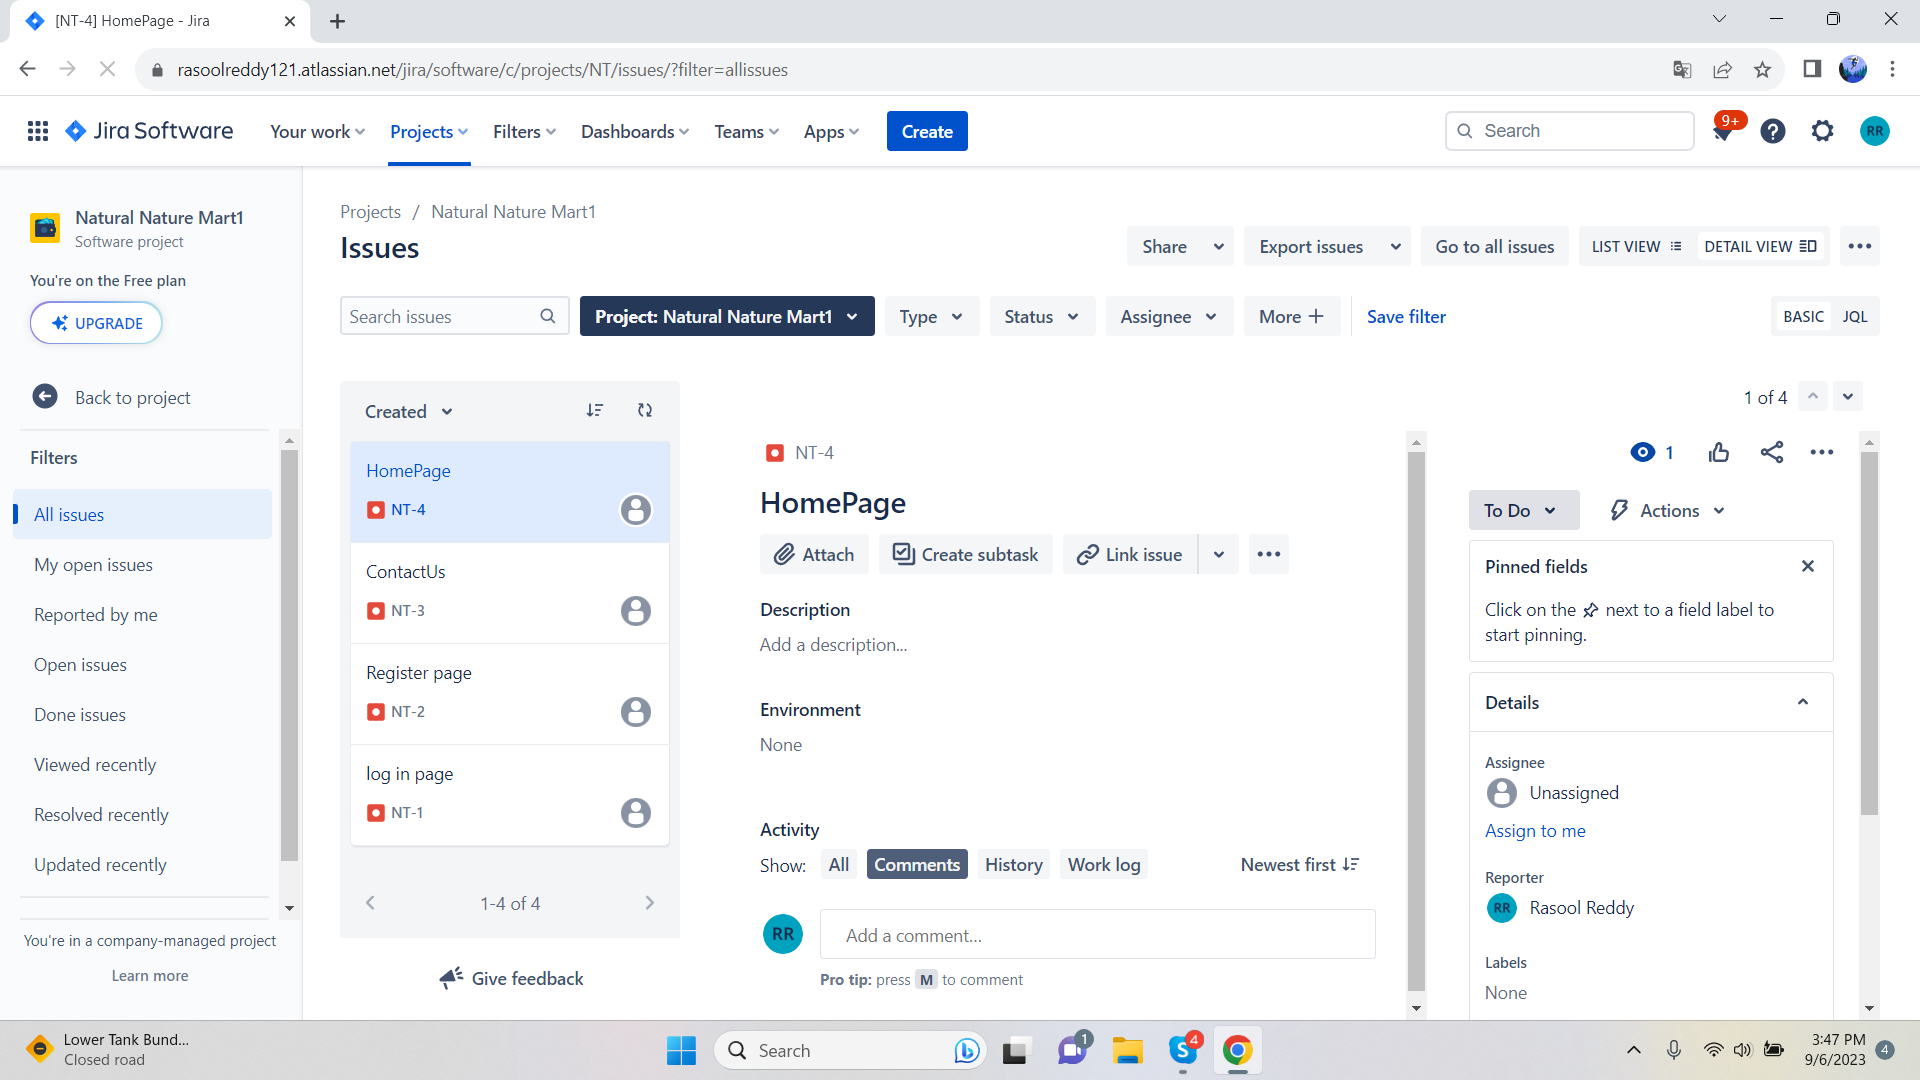 [NT-4] HomePage - Jira
rasoolreddy121.atlassian.net/jira/software/c/projects/NT/issues/?filter=allissues
Jira Software
Your work
Projects
Filters
Dashboards
Teams
Apps
Create
Search
9+
RR
Natural Nature Mart1
Software project
You're on the Free plan
UPGRADE
Back to project
Filters
All issues
My open issues
Reported by me
Open issues
Done issues
Viewed recently
Resolved recently
Updated recently
You're in a company-managed project
Learn more
Projects / Natural Nature Mart1
Issues
Share
Export issues
Go to all issues
LIST VIEW
DETAIL VIEW
Search issues
Project: Natural Nature Mart1
Type
Status
Assignee
More
Save filter
BASIC
JQL
Created
HomePage
NT-4
ContactUs
NT-3
Register page
NT-2
log in page
NT-1
1-4 of 4
Give feedback
1 of 4
NT-4
HomePage
Attach
Create subtask
Link issue
Description
Add a description...
Environment
None
Activity
Show:
All
Comments
History
Work log
Newest first
RR
Add a comment...
Pro tip: press M to comment
1
To Do
Actions
Pinned fields
Click on the next to a field label to
start pinning.
Details
Assignee
Unassigned
Assign to me
Reporter
RR
Rasool Reddy
Labels
None
Lower Tank Bund...
Closed road
Search
1
4
3:47 PM
9/6/2023
4